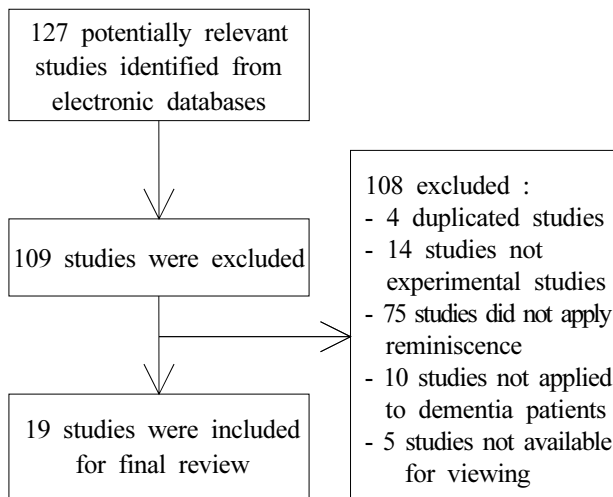 127 potentially relevant
studies identified from
electronic databases
109 studies were excluded
108 excluded :
- 4 duplicated studies
- 14 studies not
experimental studies
- 75 studies did not apply
reminiscence
- 10 studies not applied
to dementia patients
- 5 studies not available
for viewing
19 studies were included
for final review